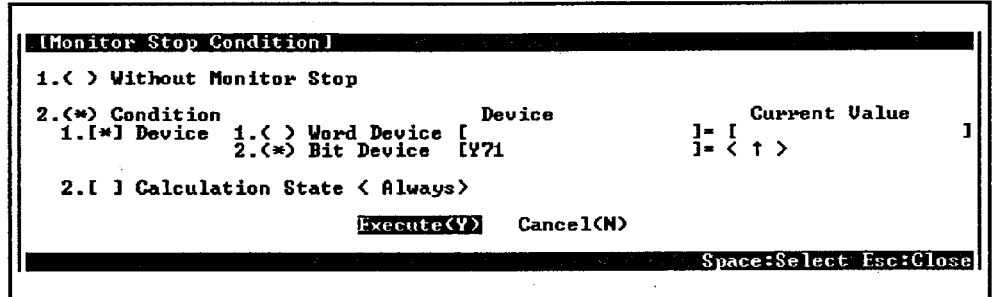 [Monitor Stop Condition]
1.( ) Without Monitor Stop
2.(*) Condition Device Current Value
1.[*] Device 1.( ) Word Device [ ]= [ ]
2.(*) Bit Device [Y71 ]= < ↑ >
2.[ ] Calculation State < Always>
Execute(Y) Cancel(N)
Space:Select Esc:Close